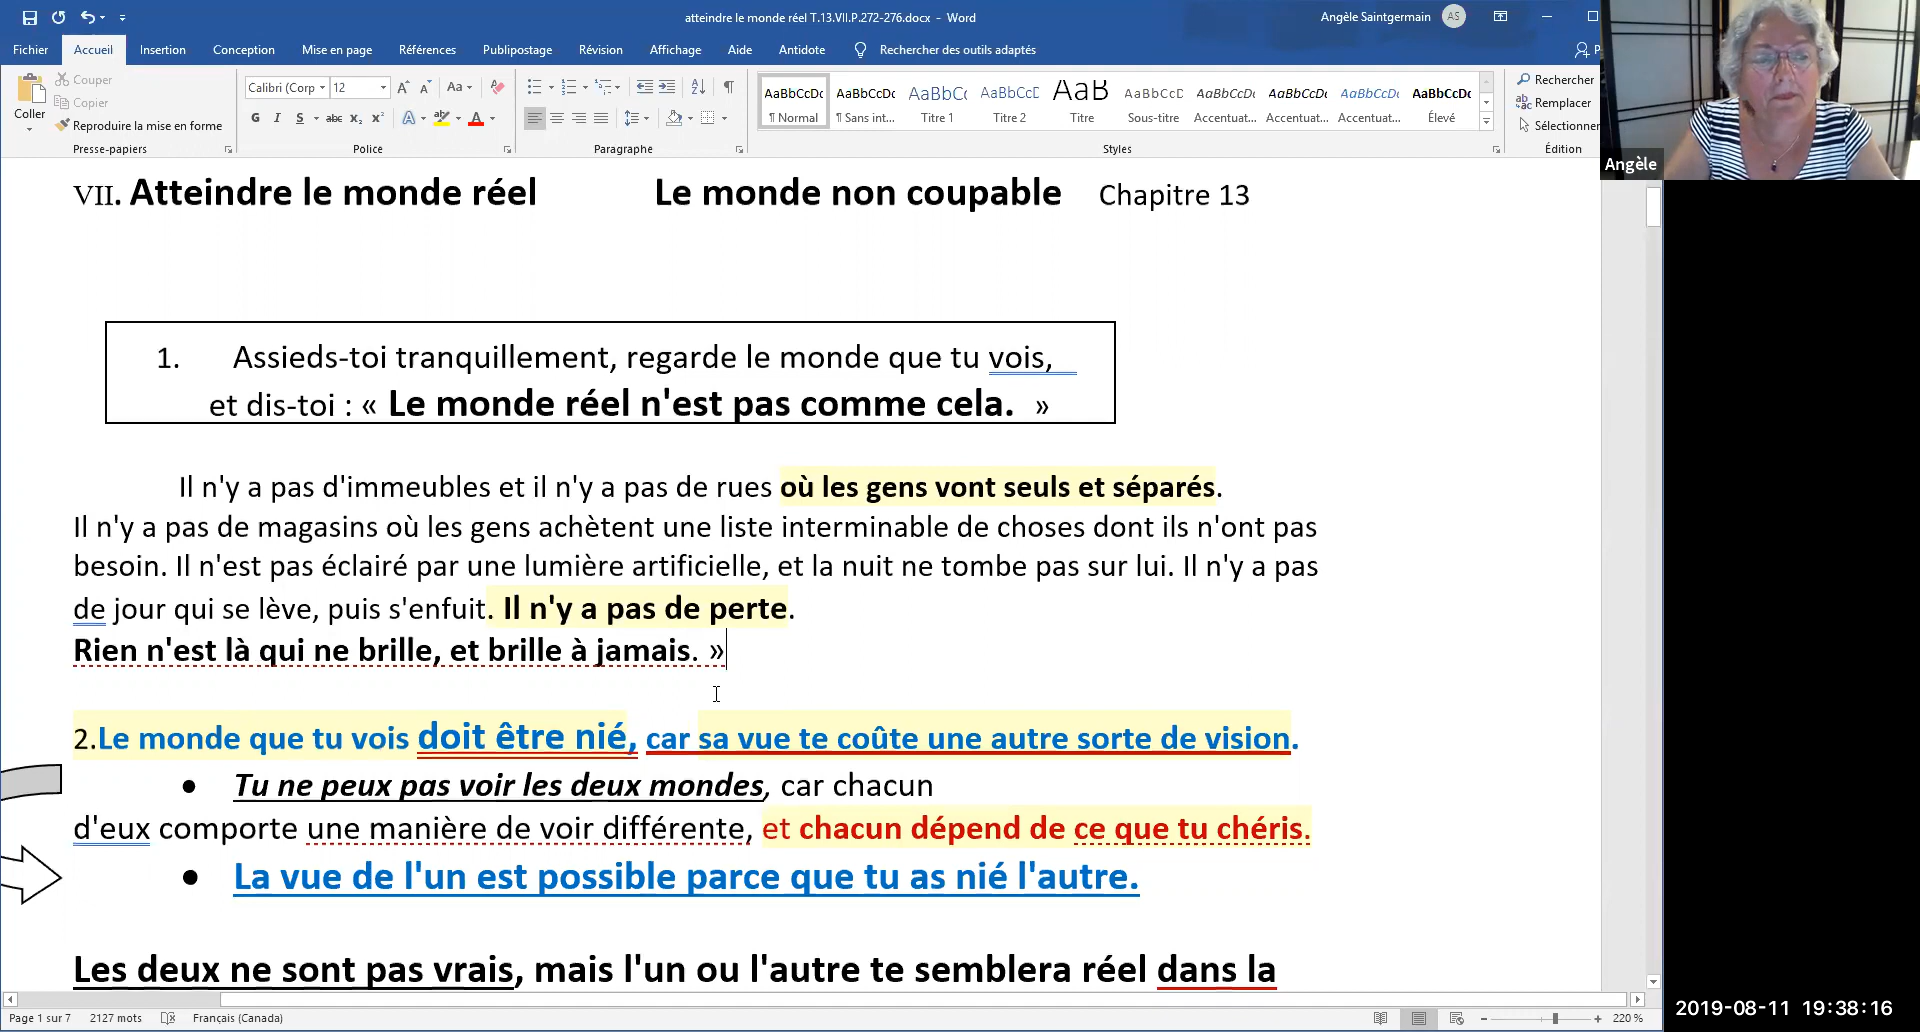 atteindre le monde réel T.13.VII.P.272-276.docx - Word
Angèle Saintgermain AS
Fichier Accueil Insertion Conception Mise en page Références Publipostage Révision Affichage Aide Antidote Rechercher des outils adaptés
Coller
Couper
Copier
Reproduire la mise en forme
Presse-papiers
Calibri (Corp 12
Police
Paragraphe
AaBbCcDc AaBbCcDc AaBbCc AaBbCcD AaB AaBbCcD AaBbCcDc AaBbCcDc AaBbCcDc AaBbCcDc
¶ Normal ¶ Sans int... Titre 1 Titre 2 Titre Sous-titre Accentuat... Accentuat... Accentuat... Élevé
Styles
Rechercher
Remplacer
Sélectionner
Édition
Angèle
VII. Atteindre le monde réel Le monde non coupable Chapitre 13
1. Assieds-toi tranquillement, regarde le monde que tu vois,
et dis-toi : « Le monde réel n'est pas comme cela. »
Il n'y a pas d'immeubles et il n'y a pas de rues où les gens vont seuls et séparés.
Il n'y a pas de magasins où les gens achètent une liste interminable de choses dont ils n'ont pas
besoin. Il n'est pas éclairé par une lumière artificielle, et la nuit ne tombe pas sur lui. Il n'y a pas
de jour qui se lève, puis s'enfuit. Il n'y a pas de perte.
Rien n'est là qui ne brille, et brille à jamais. »
2.Le monde que tu vois doit être nié, car sa vue te coûte une autre sorte de vision.
• Tu ne peux pas voir les deux mondes, car chacun
d'eux comporte une manière de voir différente, et chacun dépend de ce que tu chéris.
• La vue de l'un est possible parce que tu as nié l'autre.
Les deux ne sont pas vrais, mais l'un ou l'autre te semblera réel dans la
Page 1 sur 7 2127 mots Français (Canada) 220 %
2019-08-11 19:38:16